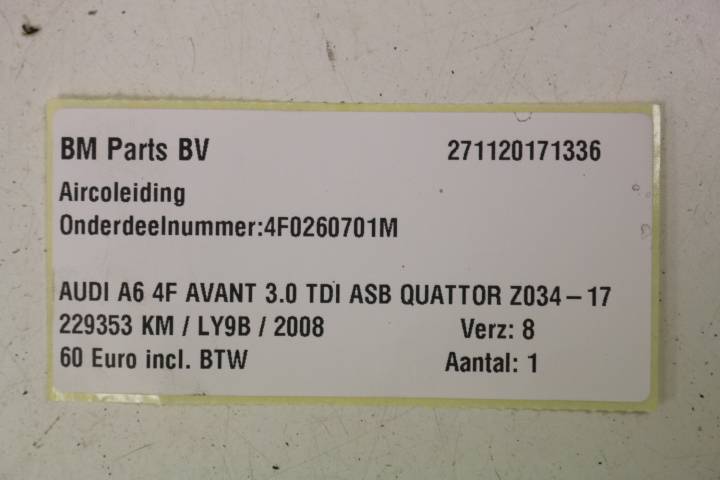 BM Parts BV 271120171336
Aircoleiding
Onderdeelnummer:4F0260701M
AUDI A6 4F AVANT 3.0 TDI ASB QUATTOR Z034-17
229353 KM / LY9B / 2008 Verz: 8
60 Euro incl. BTW Aantal: 1